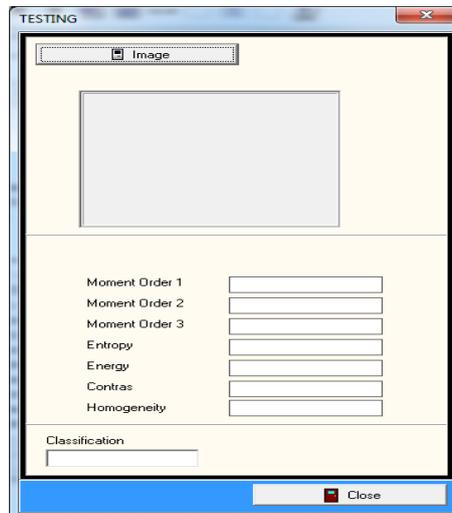 TESTING
Image
Moment Order 1
Moment Order 2
Moment Order 3
Entropy
Energy
Contras
Homogeneity
Classification
Close